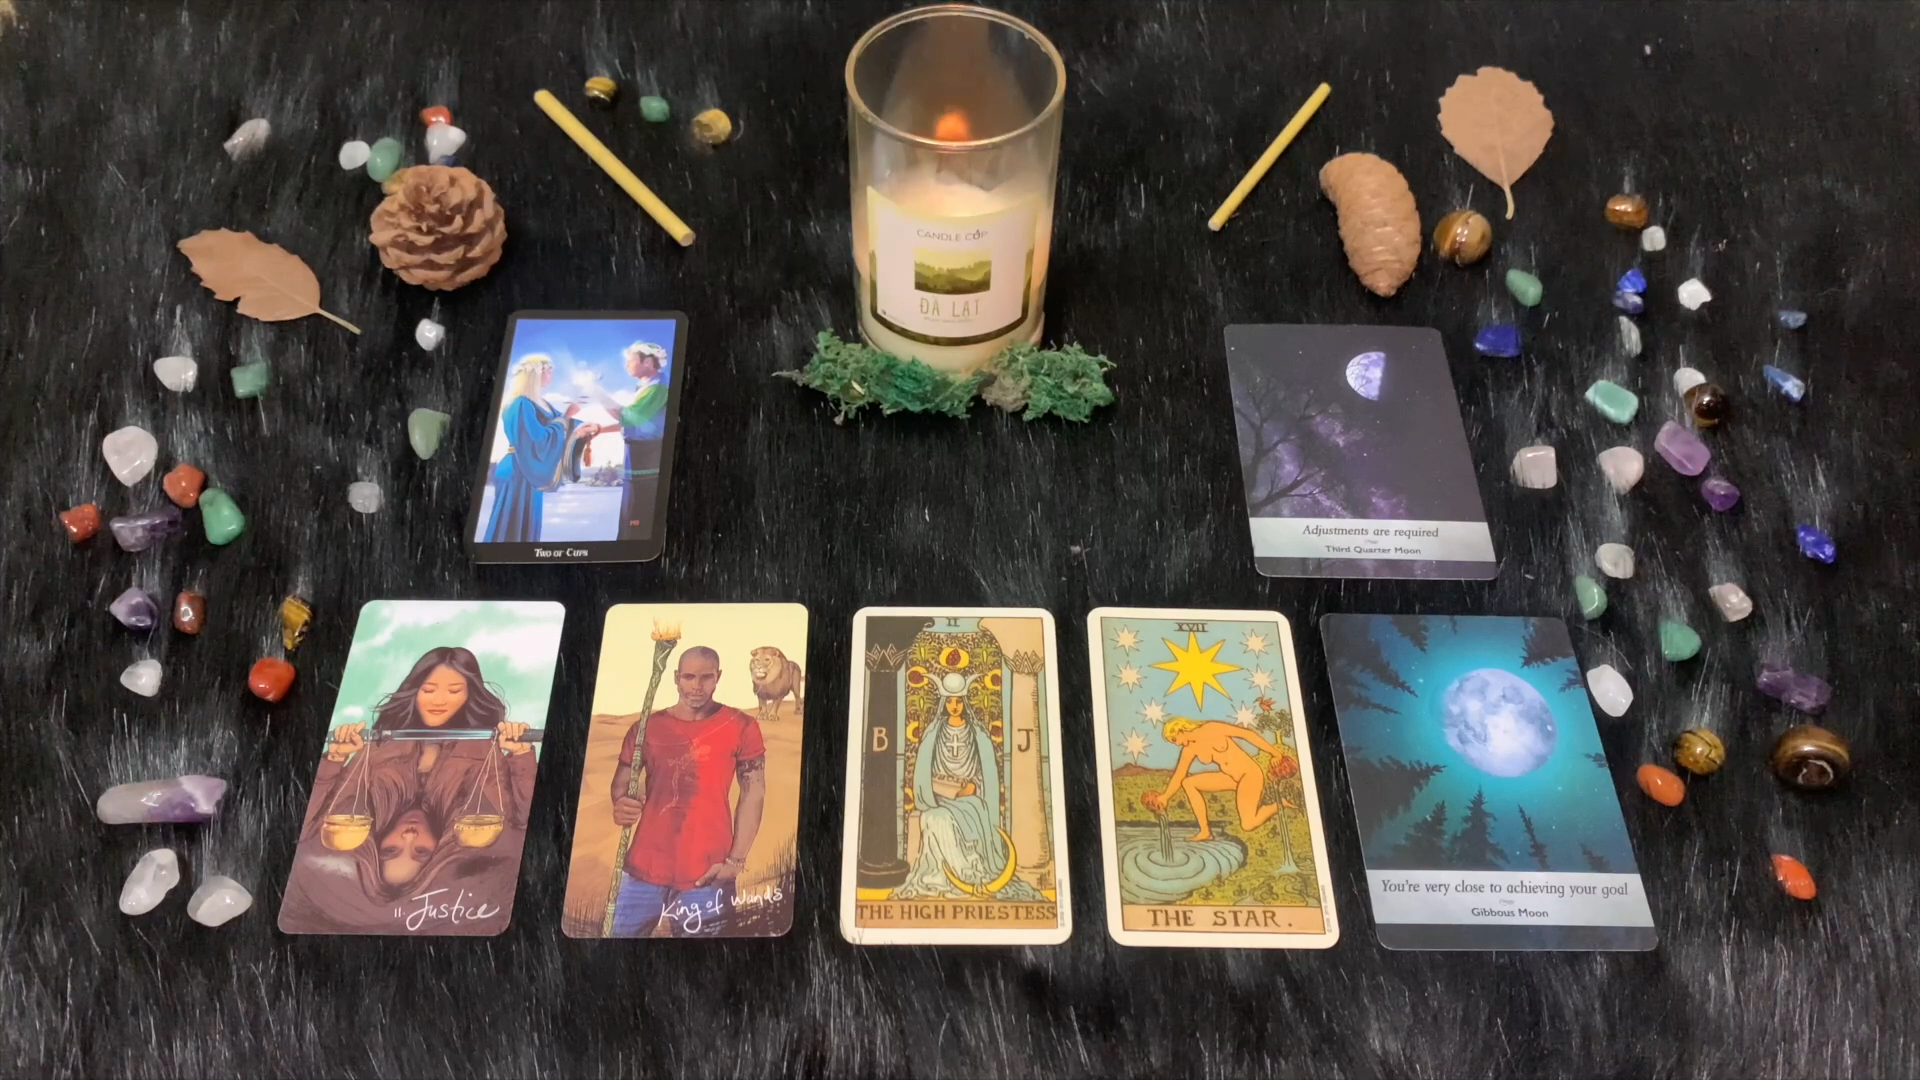 CANDLE CUP
ĐÀ LẠT
TWO OF CUPS
Adjustments are required
Third Quarter Moon
11. Justice
King of Wands
II
B
J
THE HIGH PRIESTESS
XVII
THE STAR.
You're very close to achieving your goal
Gibbous Moon